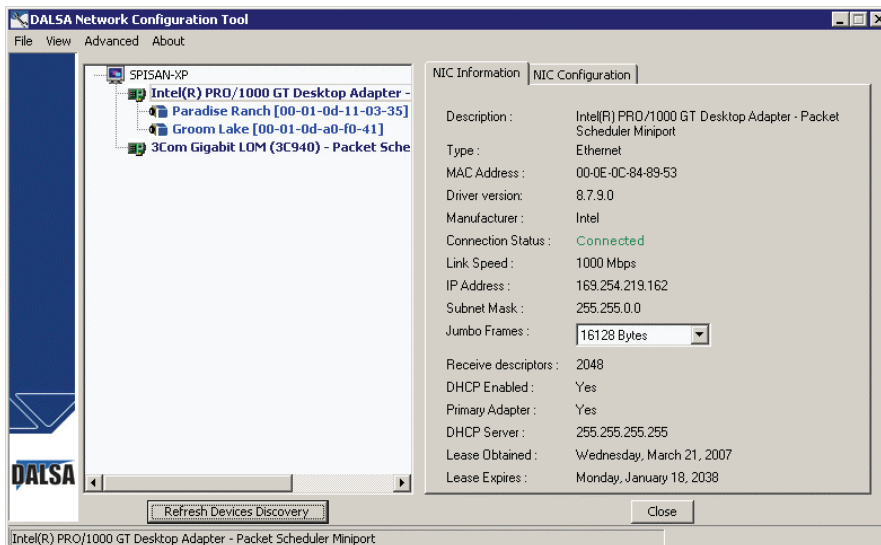 DALSA Network Configuration Tool
File View Advanced About
SPISAN-XP
Intel(R) PRO/1000 GT Desktop Adapter -
Paradise Ranch [00-01-0d-11-03-35]
Groom Lake [00-01-0d-a0-f0-41]
3Com Gigabit LOM (3C940) - Packet Sche
NIC Information NIC Configuration
Description : Intel(R) PRO/1000 GT Desktop Adapter - Packet
Scheduler Miniport
Type : Ethernet
MAC Address : 00-0E-0C-84-89-53
Driver version: 8.7.9.0
Manufacturer : Intel
Connection Status : Connected
Link Speed : 1000 Mbps
IP Address : 169.254.219.162
Subnet Mask : 255.255.0.0
Jumbo Frames : 16128 Bytes
Receive descriptors : 2048
DHCP Enabled : Yes
Primary Adapter : Yes
DHCP Server : 255.255.255.255
Lease Obtained : Wednesday, March 21, 2007
Lease Expires : Monday, January 18, 2038
DALSA
Refresh Devices Discovery Close
Intel(R) PRO/1000 GT Desktop Adapter - Packet Scheduler Miniport